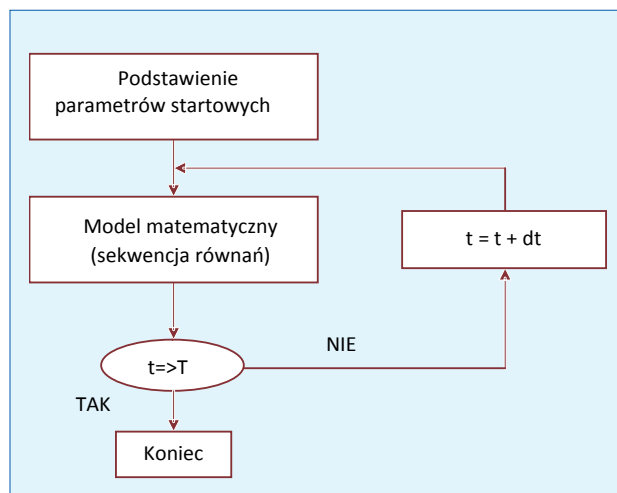 Podstawienie
parametrów startowych
Model matematyczny
(sekwencja równań)
t = t + dt
t=>T
NIE
TAK
Koniec